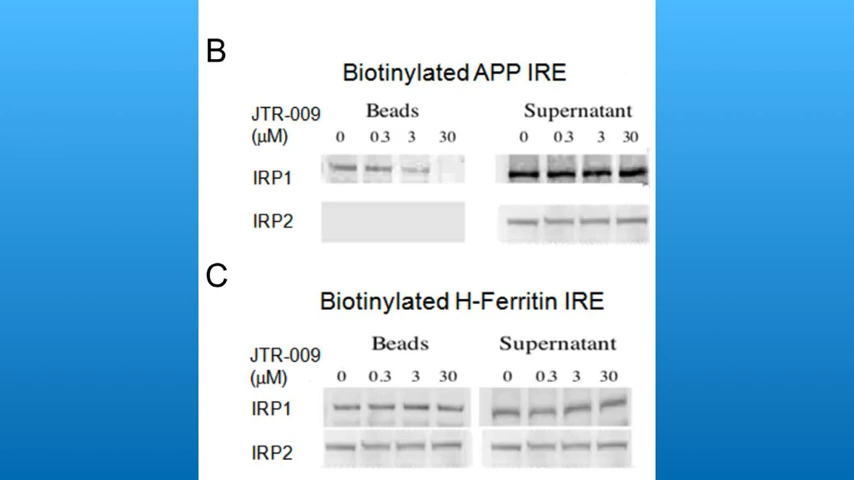 B
Biotinylated APP IRE
JTR-009 Beads Supernatant
(μM) 0 0.3 3 30 0 0.3 3 30
IRP1
IRP2
C
Biotinylated H-Ferritin IRE
JTR-009 Beads Supernatant
(μM) 0 0.3 3 30 0 0.3 3 30
IRP1
IRP2